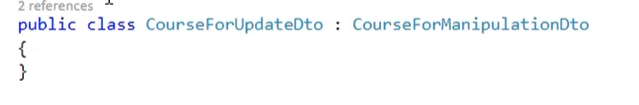 2 references
public class CourseForUpdateDto : CourseForManipulationDto
{
}